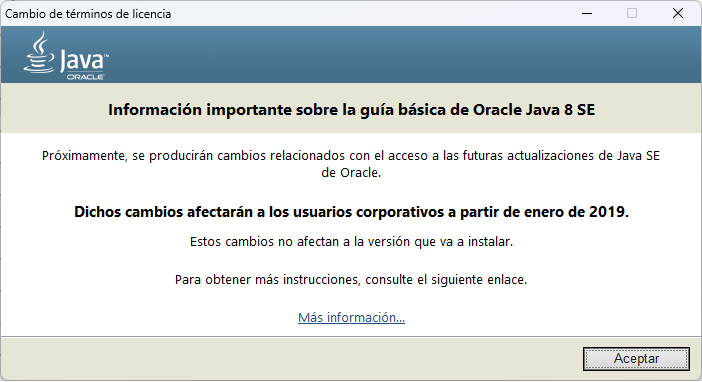 Cambio de términos de licencia
Java™
ORACLE
Información importante sobre la guía básica de Oracle Java 8 SE
Próximamente, se producirán cambios relacionados con el acceso a las futuras actualizaciones de Java SE
de Oracle.
Dichos cambios afectarán a los usuarios corporativos a partir de enero de 2019.
Estos cambios no afectan a la versión que va a instalar.
Para obtener más instrucciones, consulte el siguiente enlace.
Más información...
Aceptar